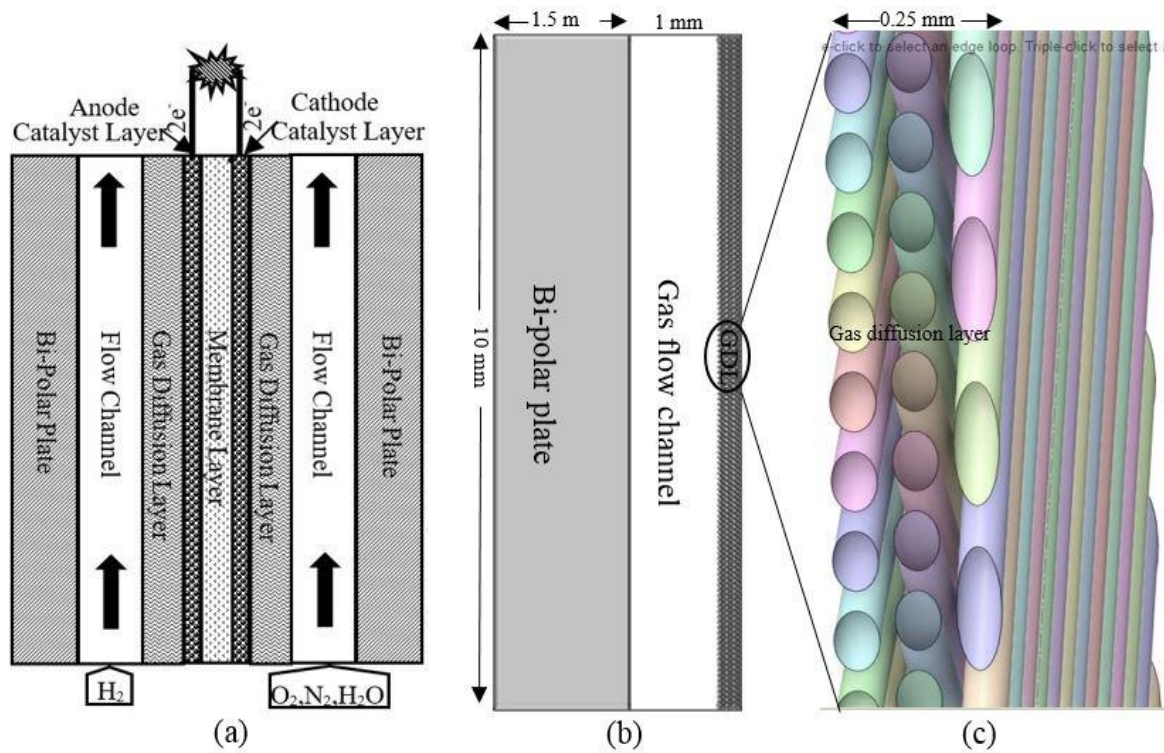 Anode
Catalyst Layer
2e-
2e-
Cathode
Catalyst Layer
Bi-Polar Plate
Flow Channel
Gas Diffusion Layer
Membrane Layer
Gas Diffusion Layer
Flow Channel
Bi-Polar Plate
H2
O2,N2,H2O
(a)
1.5 m
1 mm
10 mm
Bi-polar plate
Gas flow channel
GDL
(b)
0.25 mm
e-click to select an edge loop. Triple-click to select
Gas diffusion layer
(c)